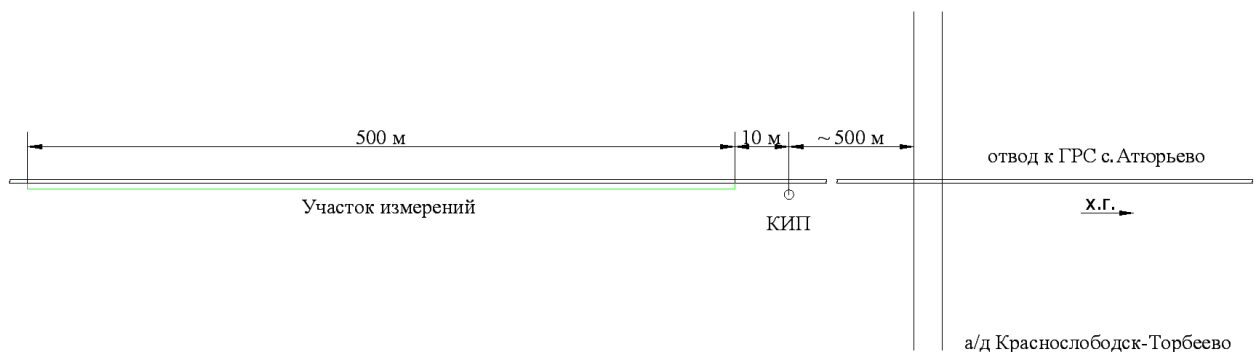 500 м
10 м
~500 м
отвод к ГРС с. Атюрьево
Участок измерений
КИП
Х.Г.
а/д Краснослободск-Торбеево